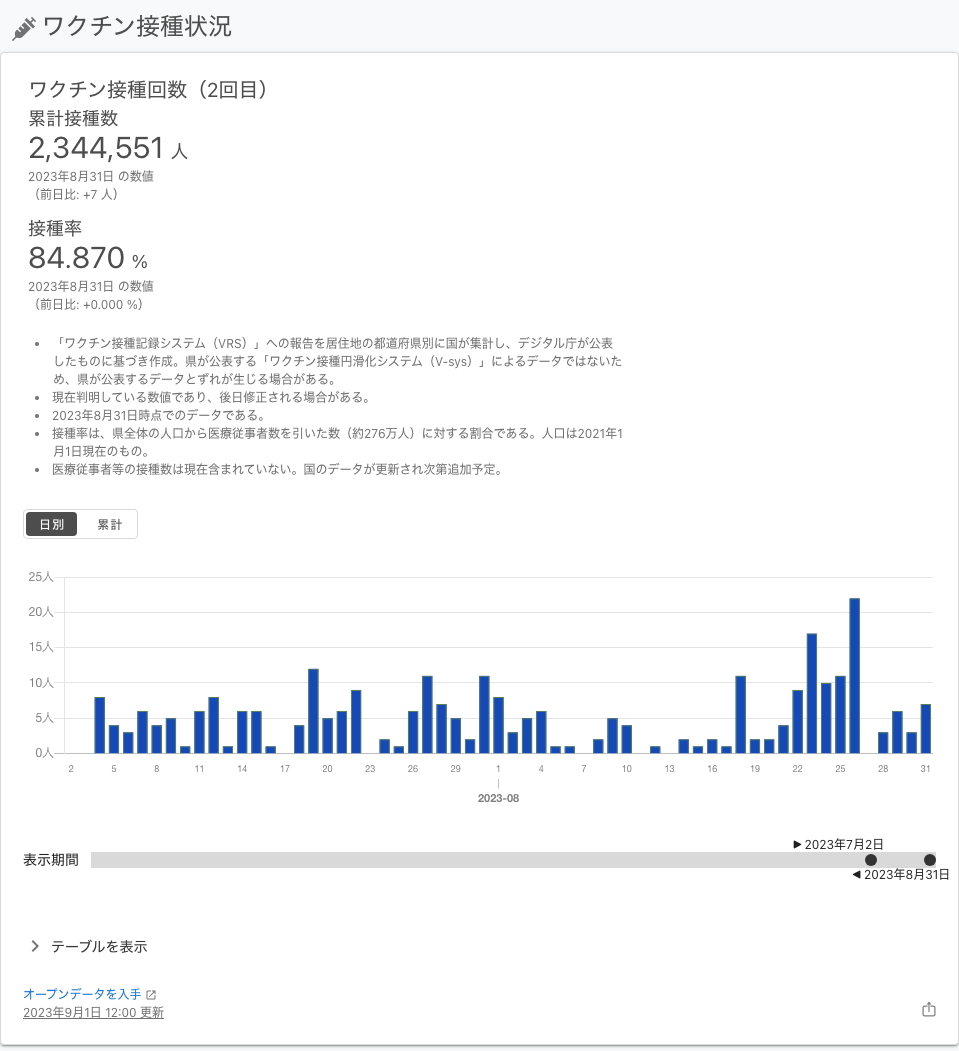 ワクチン接種状況
ワクチン接種回数（2回目）
累計接種数
2,344,551 人
2023年8月31日 の数値
（前日比: +7 人）
接種率
84.870 %
2023年8月31日 の数値
（前日比: +0.000 %）
• 「ワクチン接種記録システム（VRS）」への報告を居住地の都道府県別に国が集計し、デジタル庁が公表
したものに基づき作成。県が公表する「ワクチン接種円滑化システム（V-sys）」によるデータではないた
め、県が公表するデータとずれが生じる場合がある。
• 現在判明している数値であり、後日修正される場合がある。
• 2023年8月31日時点でのデータである。
• 接種率は、県全体の人口から医療従事者数を引いた数（約276万人）に対する割合である。人口は2021年1
月1日現在のもの。
• 医療従事者等の接種数は現在含まれていない。国のデータが更新され次第追加予定。
日別 累計
25人
20人
15人
10人
5人
0人
2 5 8 11 14 17 20 23 26 29 1 4 7 10 13 16 19 22 25 28 31
2023-08
▶ 2023年7月2日
表示期間
◀ 2023年8月31日
テーブルを表示
オープンデータを入手
2023年9月1日 12:00 更新